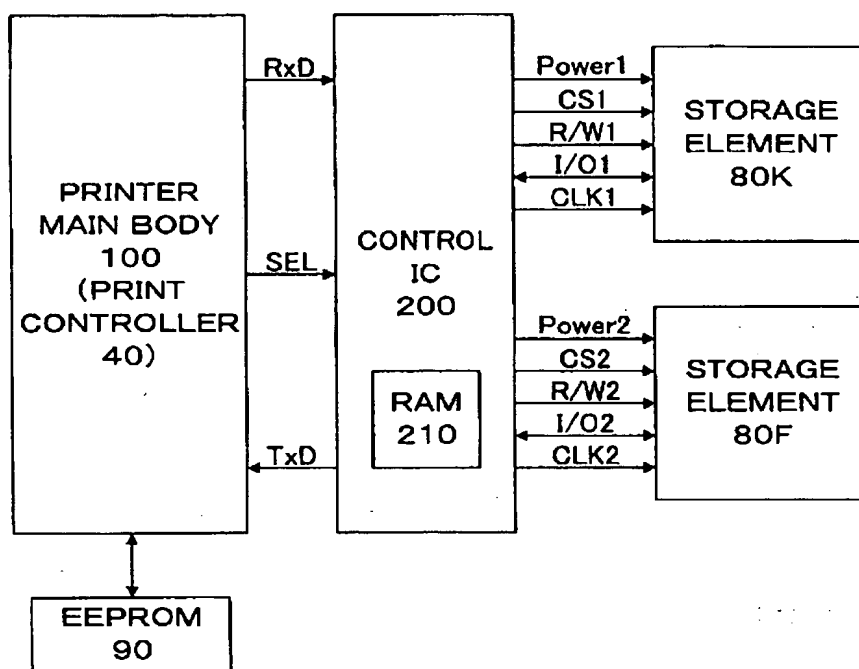 PRINTER
MAIN BODY
100
(PRINT
CONTROLLER
40)
RxD
SEL
TxD
CONTROL
IC
200
RAM
210
Power1
CS1
R/W1
I/O1
CLK1
STORAGE
ELEMENT
80K
Power2
CS2
R/W2
I/O2
CLK2
STORAGE
ELEMENT
80F
EEPROM
90